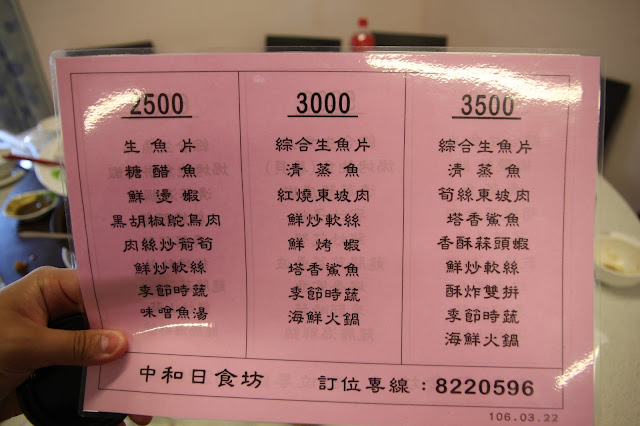 2500
生魚片
糖醋魚
鮮燙蝦
黑胡椒鴕鳥肉
肉絲炒箭筍
鮮炒軟絲
季節時蔬
味噌魚湯
3000
綜合生魚片
清蒸魚
紅燒東坡肉
鮮炒軟絲
鮮烤蝦
塔香鯊魚
季節時蔬
海鮮火鍋
3500
綜合生魚片
清蒸魚
筍絲東坡肉
塔香鯊魚
香酥蒜頭蝦
鮮炒軟絲
酥炸雙拼
季節時蔬
海鮮火鍋
中和日食坊 訂位專線：8220596
106.03.22